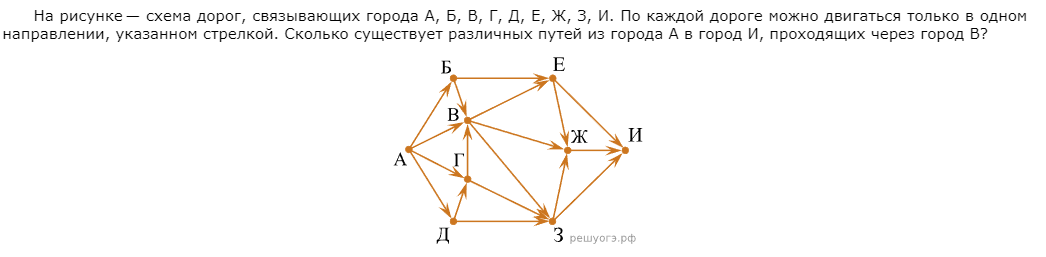 На рисунке — схема дорог, связывающих города А, Б, В, Г, Д, Е, Ж, З, И. По каждой дороге можно двигаться только в одном
направлении, указанном стрелкой. Сколько существует различных путей из города А в город И, проходящих через город В?
Б
Е
В
Ж
И
А
Г
Д
З
решуогэ.рф